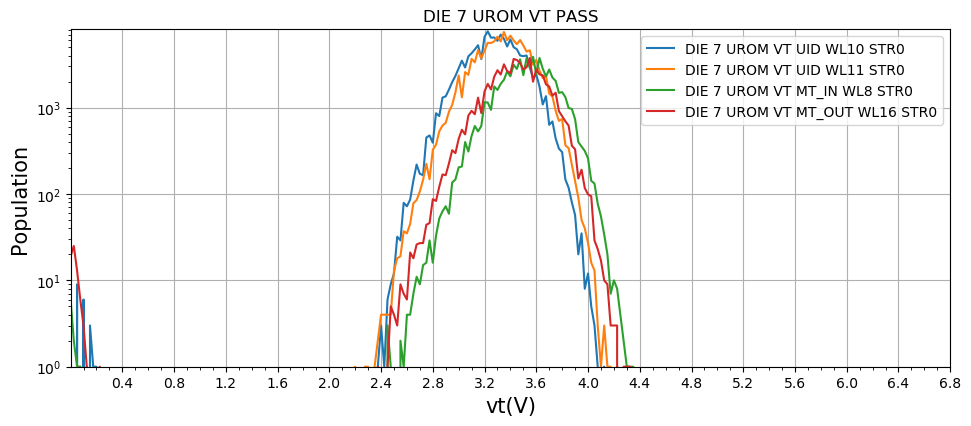 DIE 7 UROM VT PASS
DIE 7 UROM VT UID WL10 STR0
DIE 7 UROM VT UID WL11 STR0
DIE 7 UROM VT MT_IN WL8 STR0
DIE 7 UROM VT MT_OUT WL16 STR0
Population
10³
10²
10¹
10⁰
0.4 0.8 1.2 1.6 2.0 2.4 2.8 3.2 3.6 4.0 4.4 4.8 5.2 5.6 6.0 6.4 6.8
vt(V)